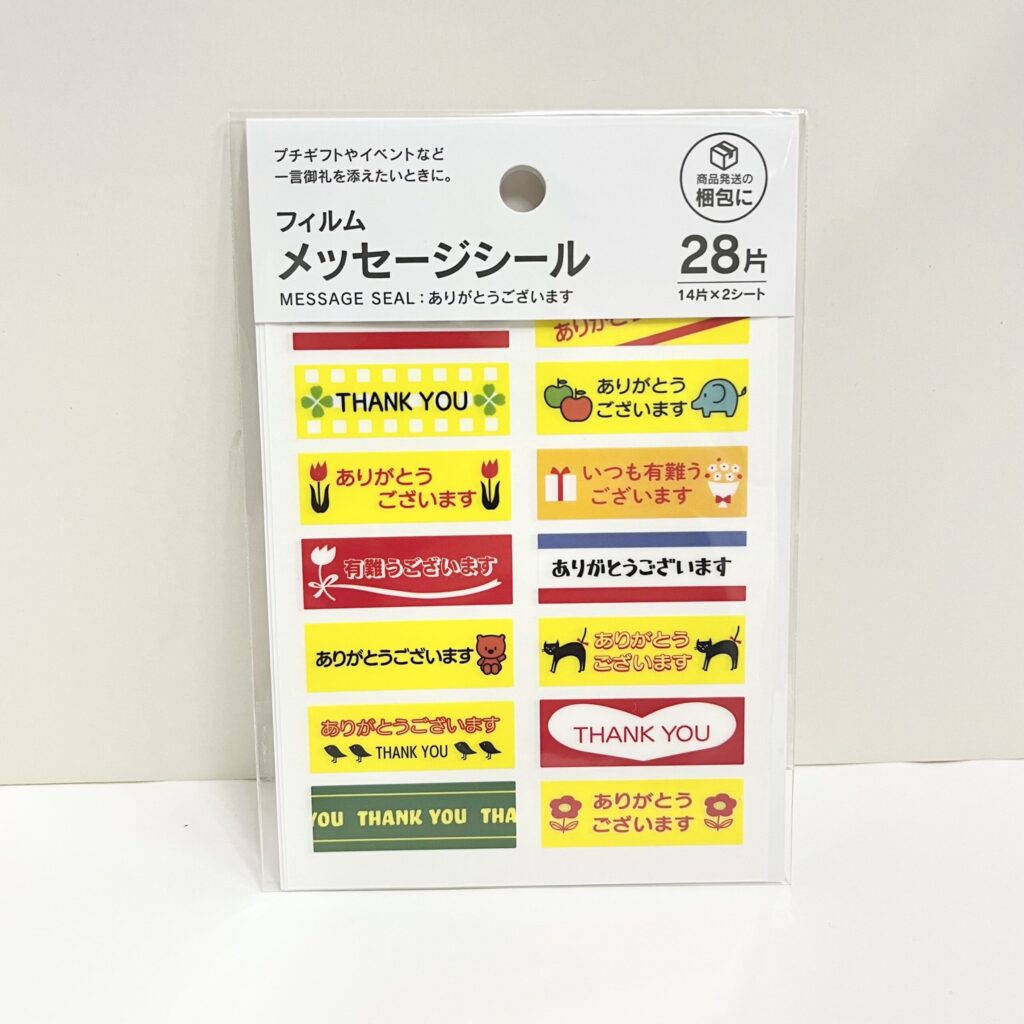 プチギフトやイベントなど
一言御礼を添えたいときに。
フィルム
メッセージシール
MESSAGE SEAL：ありがとうございます
商品発送の
梱包に
28片
14片×2シート
THANK YOU
ありがとう
ございます
ありがとう
ございます
いつも有難う
ございます
有難うございます
ありがとうございます
ありがとうございます
ありがとう
ございます
ありがとうございます
THANK YOU
THANK YOU
YOU THANK YOU THA
ありがとう
ございます